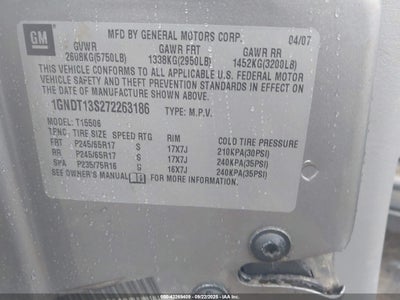 GM
MFD BY GENERAL MOTORS CORP. 04/07
GVWR GAWR FRT GAWR RR
2608KG(5750LB) 1338KG(2950LB) 1452KG(3200LB)
THIS VEHICLE CONFORMS TO ALL APPLICABLE U.S. FEDERAL MOTOR
VEHICLE SAFETY AND THEFT PREVENTION STANDARDS IN EFFECT ON
THE DATE OF MANUFACTURE SHOWN ABOVE.
1GNDT13S272263186 TYPE: M.P.V.
MODEL: T15506
TIRE SIZE SPEED RTG RIM COLD TIRE PRESSURE
FRT P245/65R17 S 17X7J 210KPA(30PSI)
RR P245/65R17 S 17X7J 240KPA(35PSI)
SPA P235/75R16 16X7J 240KPA(35PSI)
SEE OWNER'S MANUAL